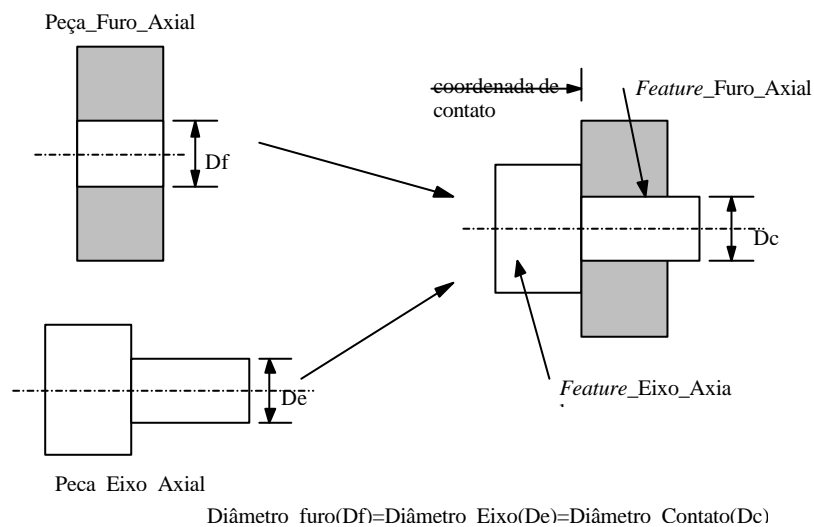 Peça_Furo_Axial
Df
coordenada de
contato
Feature_Furo_Axial
Dc
De
Feature_Eixo_Axia
Peca Eixo Axial
Diâmetro furo(Df)=Diâmetro Eixo(De)=Diâmetro Contato(Dc)